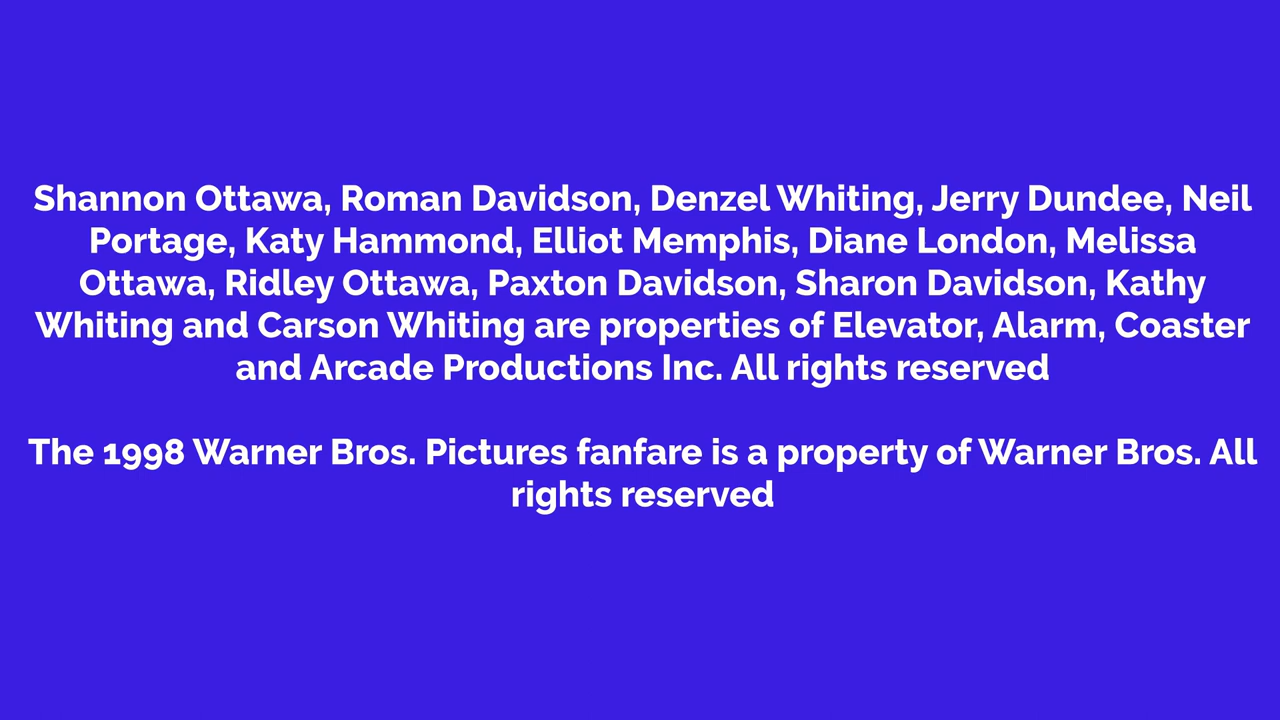 Shannon Ottawa, Roman Davidson, Denzel Whiting, Jerry Dundee, Neil
Portage, Katy Hammond, Elliot Memphis, Diane London, Melissa
Ottawa, Ridley Ottawa, Paxton Davidson, Sharon Davidson, Kathy
Whiting and Carson Whiting are properties of Elevator, Alarm, Coaster
and Arcade Productions Inc. All rights reserved
The 1998 Warner Bros. Pictures fanfare is a property of Warner Bros. All
rights reserved